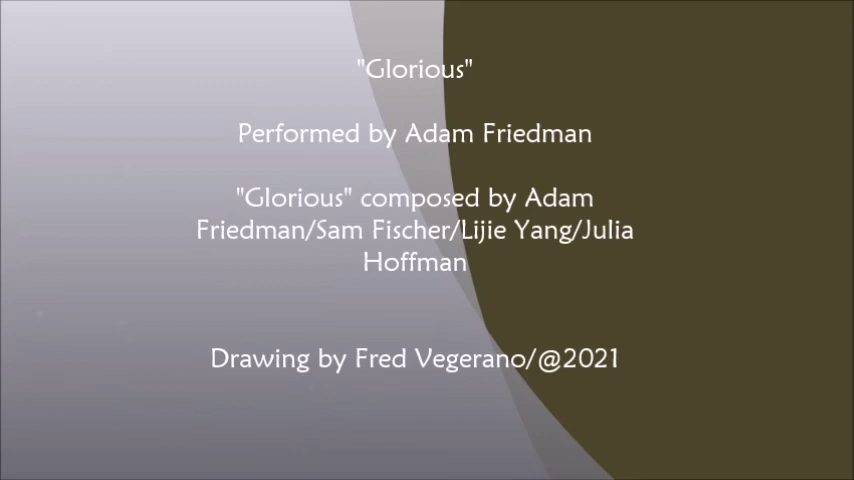 "Glorious"
Performed by Adam Friedman
"Glorious" composed by Adam
Friedman/Sam Fischer/Lijie Yang/Julia
Hoffman
Drawing by Fred Vegerano/@2021